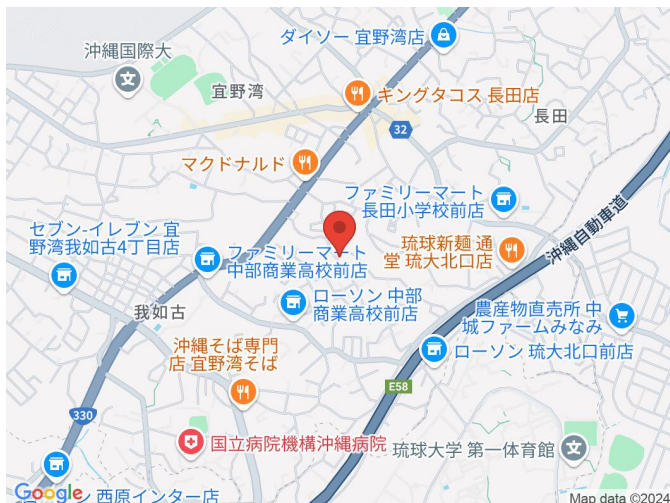 ダイソー 宜野湾店
沖縄国際大
宜野湾
キングタコス 長田店
長田
32
マクドナルド
ファミリーマート
長田小学校前店
セブン-イレブン 宜
野湾我如古4丁目店
ファミリーマート
中部商業高校前店
琉球新麺 通
堂 琉大北口店
沖縄自動車道
ローソン 中部
商業高校前店
我如古
農産物直売所 中
城ファームみなみ
沖縄そば専門
店 宜野湾そば
ローソン 琉大北口前店
E58
330
国立病院機構沖縄病院
琉球大学 第一体育館
ン 西原インター店
Google
Map data ©2024